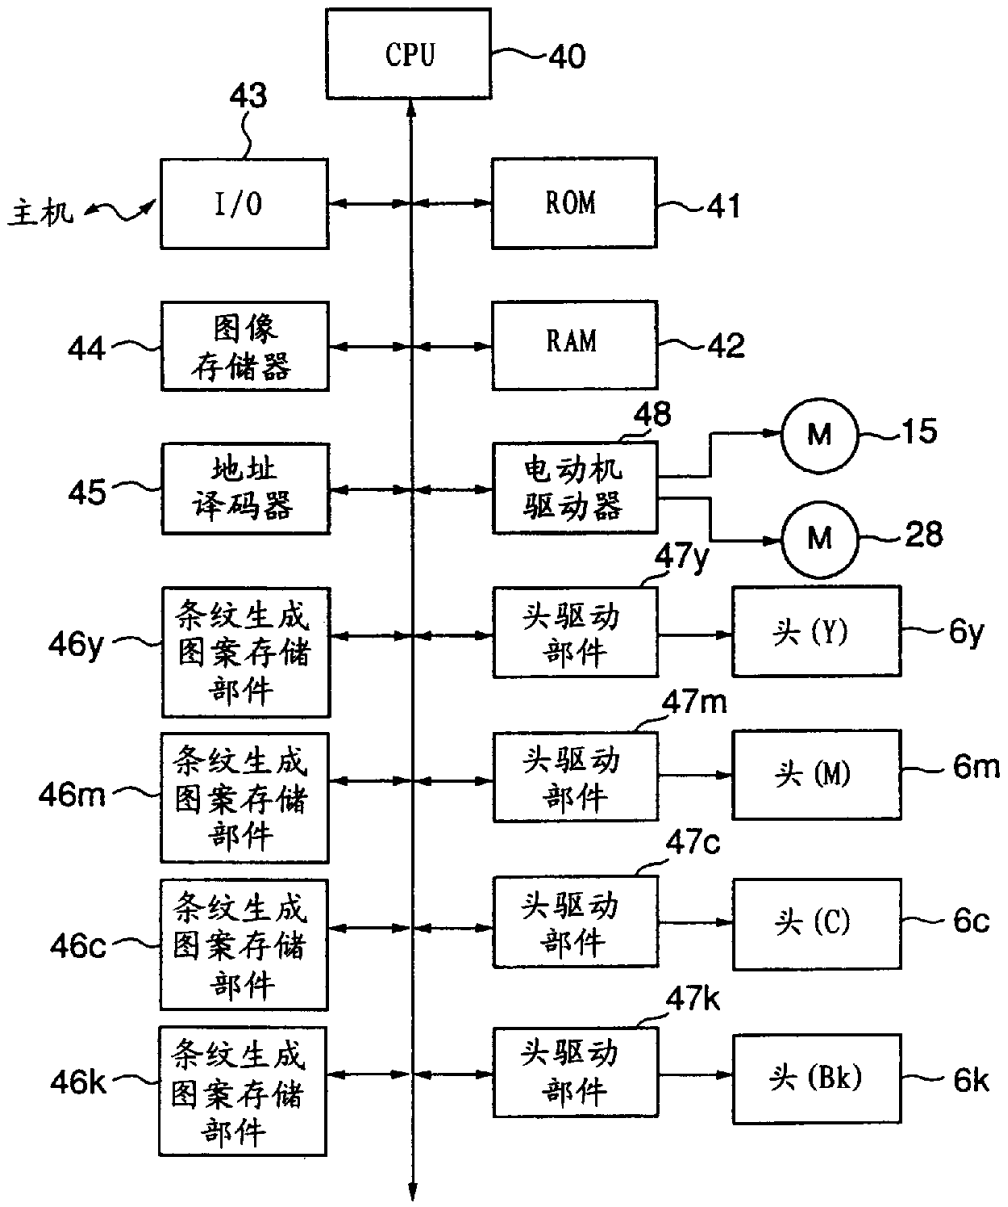 CPU
40
43
I/O
主机
ROM
41
图像
存储器
44
RAM
42
48
地址
译码器
45
电动机
驱动器
M
15
M
28
47y
条纹生成
图案存储
部件
46y
头驱动
部件
头(Y)
6y
47m
条纹生成
图案存储
部件
46m
头驱动
部件
头(M)
6m
47c
条纹生成
图案存储
部件
46c
头驱动
部件
头(C)
6c
47k
条纹生成
图案存储
部件
46k
头驱动
部件
头(Bk)
6k